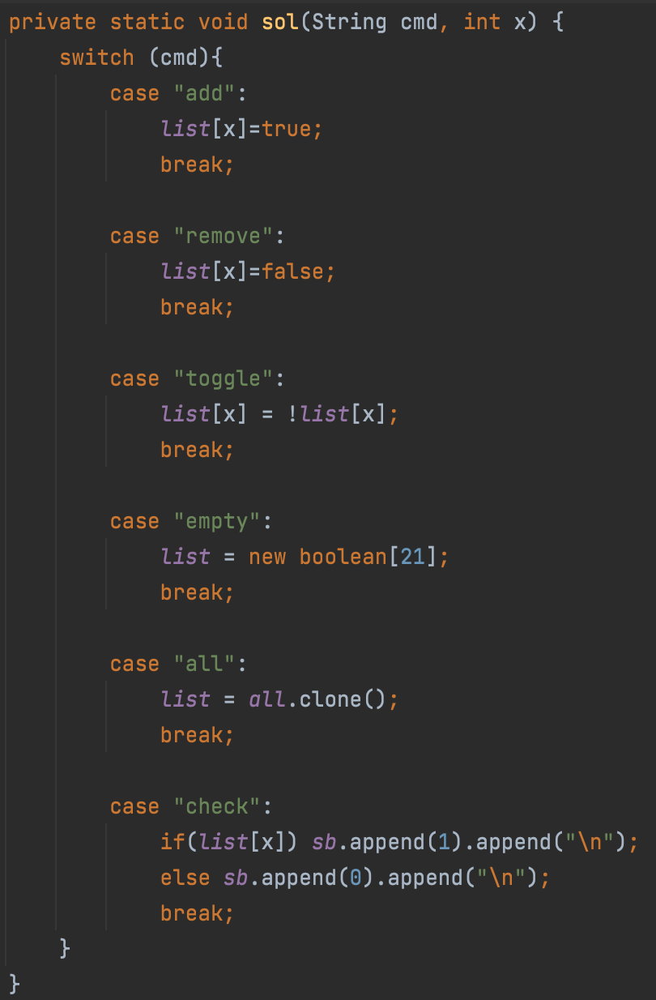 private static void sol(String cmd, int x) {
    switch (cmd){
        case "add":
            list[x]=true;
            break;

        case "remove":
            list[x]=false;
            break;

        case "toggle":
            list[x] = !list[x];
            break;

        case "empty":
            list = new boolean[21];
            break;

        case "all":
            list = all.clone();
            break;

        case "check":
            if(list[x]) sb.append(1).append("\n");
            else sb.append(0).append("\n");
            break;
    }
}